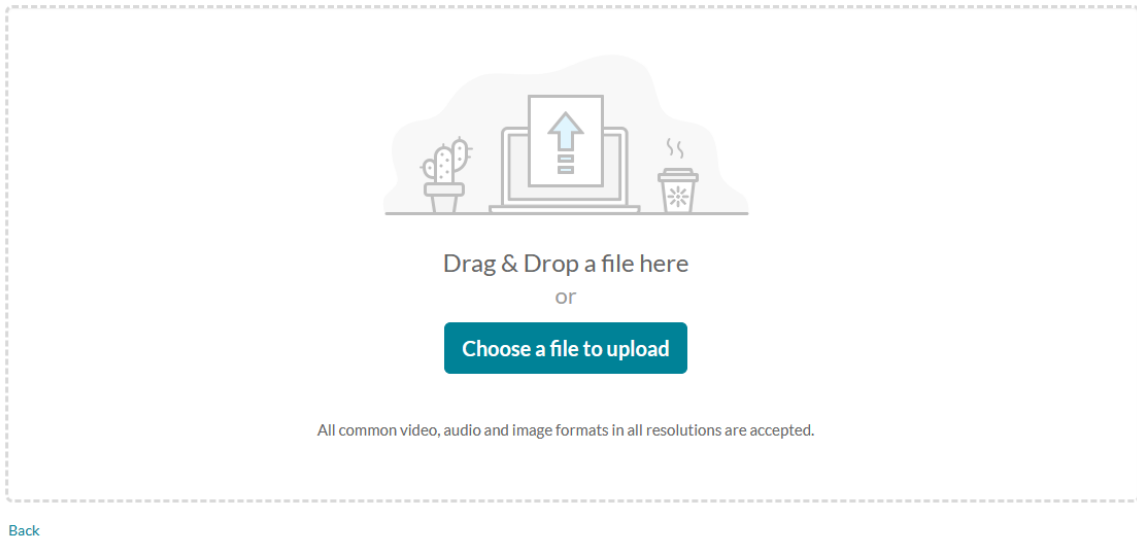 Drag & Drop a file here
or
Choose a file to upload
All common video, audio and image formats in all resolutions are accepted.
Back